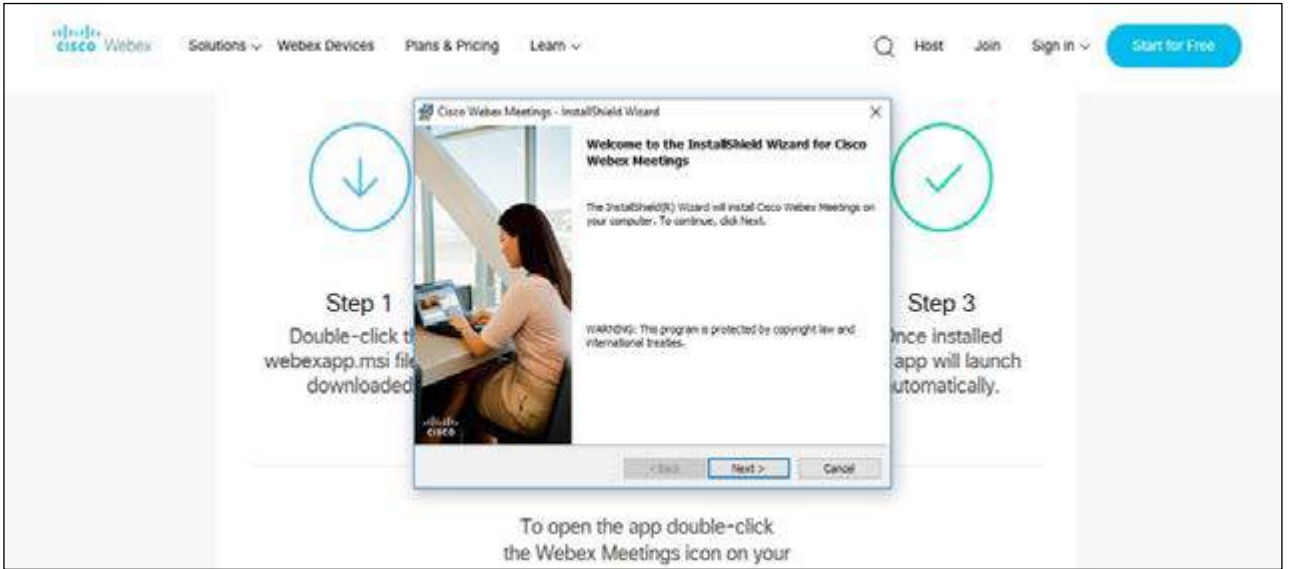 cisco Webex Solutions Webex Devices Plans & Pricing Learn Host Join Sign in Start for Free
Cisco Webex Meetings - InstallShield Wizard
Welcome to the InstallShield Wizard for Cisco
Webex Meetings
The InstallShield(R) Wizard will install Cisco Webex Meetings on
your computer. To continue, click Next.
WARNING: This program is protected by copyright law and
international treaties.
cisco
< Back Next > Cancel
Step 1
Double-click t
webexapp.msi file
downloaded
Step 3
nce installed
app will launch
utomatically.
To open the app double-click
the Webex Meetings icon on your